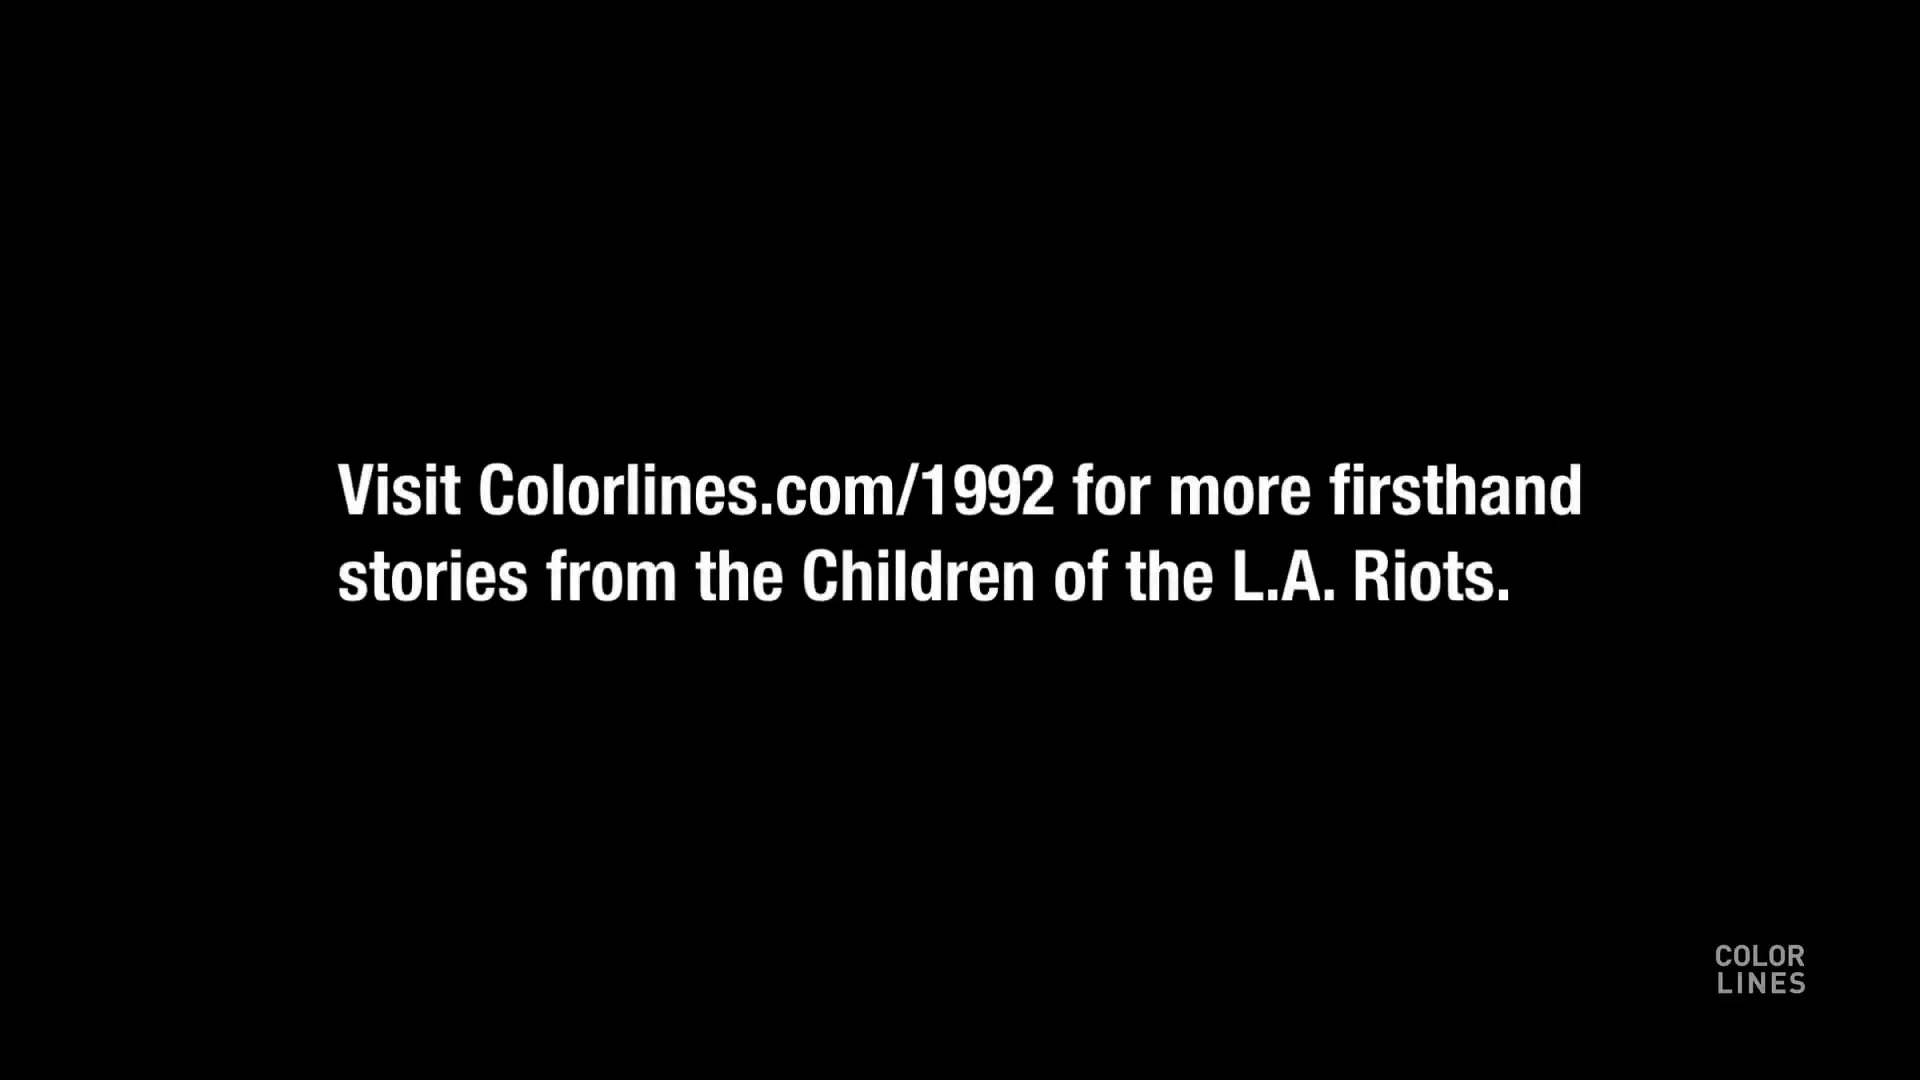 Visit Colorlines.com/1992 for more firsthand
stories from the Children of the L.A. Riots.
COLOR
LINES